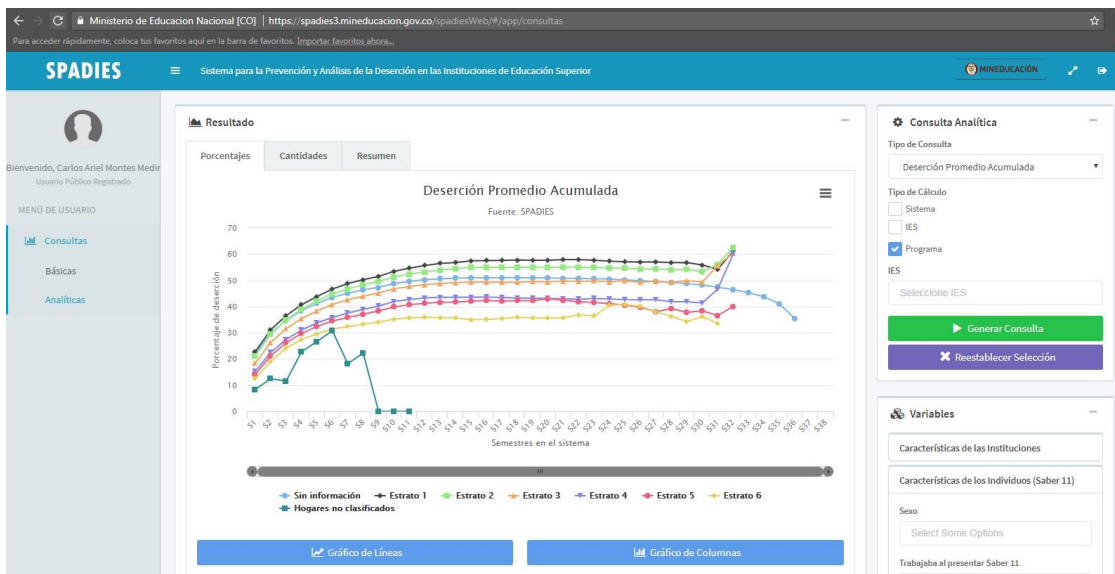 Ministerio de Educacion Nacional [CO] | https://spadies3.mineducacion.gov.co/spadiesWeb/#/app/consultas
Para acceder rápidamente, coloca tus favoritos aquí en la barra de favoritos. Importar favoritos ahora...
SPADIES
Sistema para la Prevención y Análisis de la Deserción en las Instituciones de Educación Superior
MINEDUCACIÓN
Bienvenido, Carlos Ariel Montes Medir
Usuario Público Registrado
MENÚ DE USUARIO
Consultas
Básicas
Analíticas
Resultado
Porcentajes Cantidades Resumen
Deserción Promedio Acumulada
Fuente: SPADIES
Porcentaje de deserción
70
60
50
40
30
20
10
0
S1 S2 S3 S4 S5 S6 S7 S8 S9 S10 S11 S12 S13 S14 S15 S16 S17 S18 S19 S20 S21 S22 S23 S24 S25 S26 S27 S28 S29 S30 S31 S32 S33 S34 S35 S36 S37 S38
Semestres en el sistema
Sin información Estrato 1 Estrato 2 Estrato 3 Estrato 4 Estrato 5 Estrato 6
Hogares no clasificados
Gráfico de Líneas Gráfico de Columnas
Consulta Analítica
Tipo de Consulta
Deserción Promedio Acumulada
Tipo de Cálculo
Sistema
IES
Programa
IES
Seleccione IES
Generar Consulta
Reestablecer Selección
Variables
Características de las Instituciones
Características de los Individuos (Saber 11)
Sexo
Select Some Options
Trabajaba al presentar Saber 11